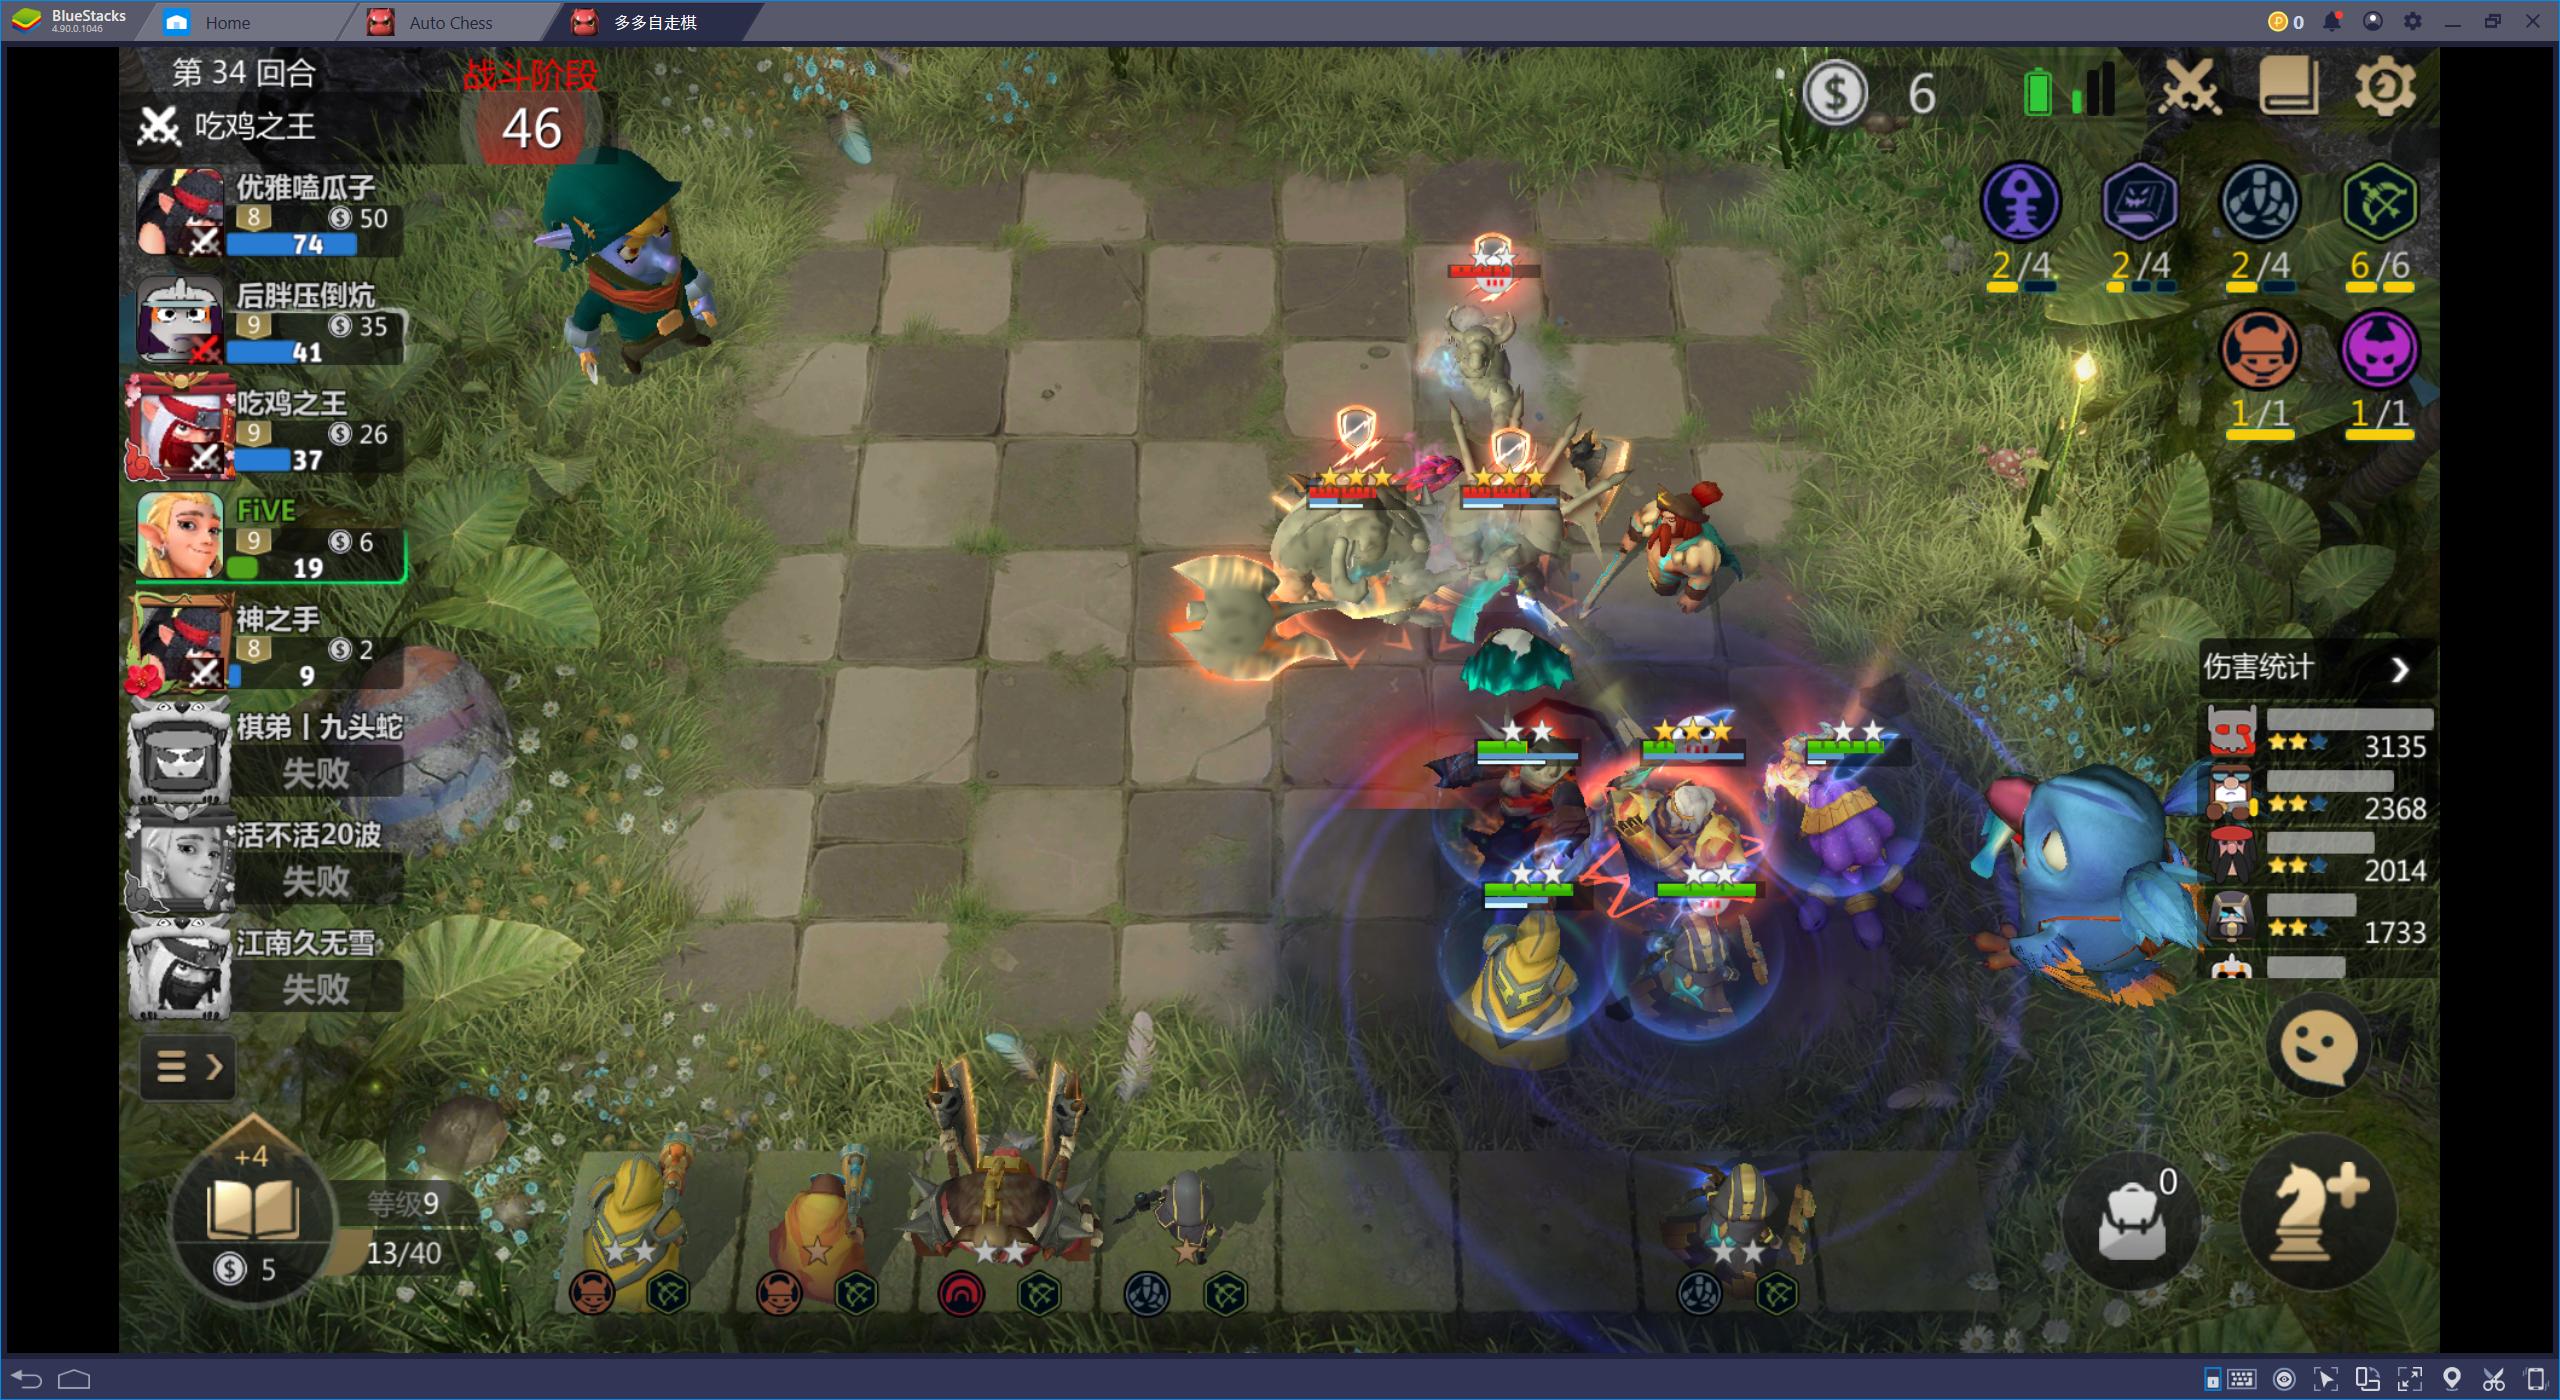 BlueStacks
4.90.0.1046
Home
Auto Chess
多多自走棋
0
第 34 回合
战斗阶段
吃鸡之王
46
6
优雅嗑瓜子
8
50
74
后胖压倒炕
9
35
41
吃鸡之王
9
26
37
FiVE
9
6
19
神之手
8
2
9
棋弟丨九头蛇
失败
活不活20波
失败
江南久无雪
失败
2/4
2/4
2/4
6/6
1/1
1/1
伤害统计
3135
2368
2014
1733
+4
5
等级9
13/40
0